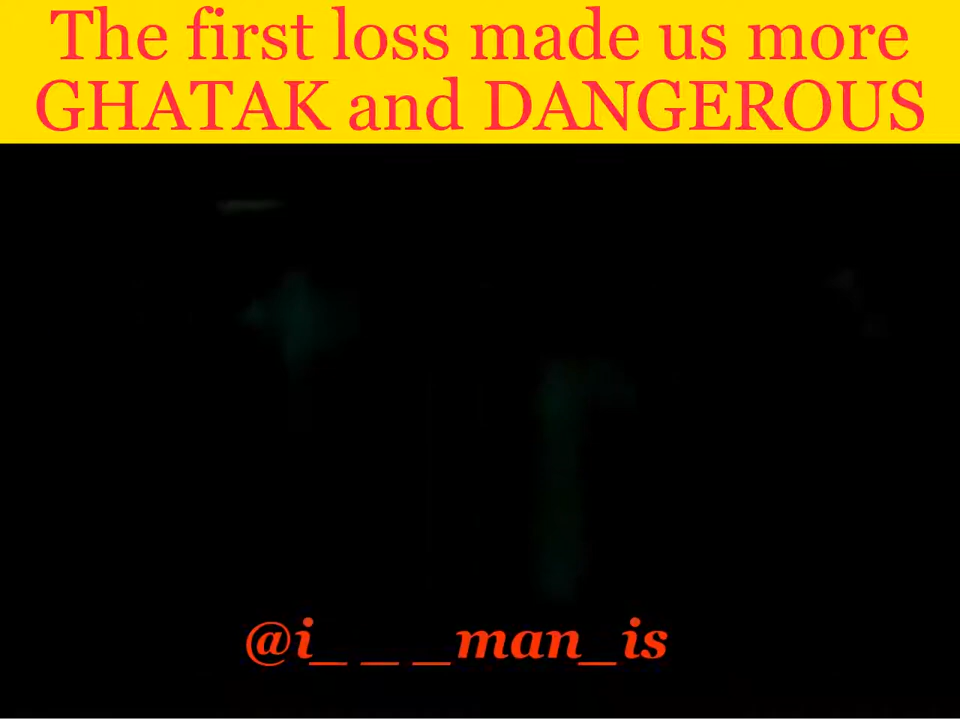 The first loss made us more
GHATAK and DANGEROUS
@i_ _ _man_is